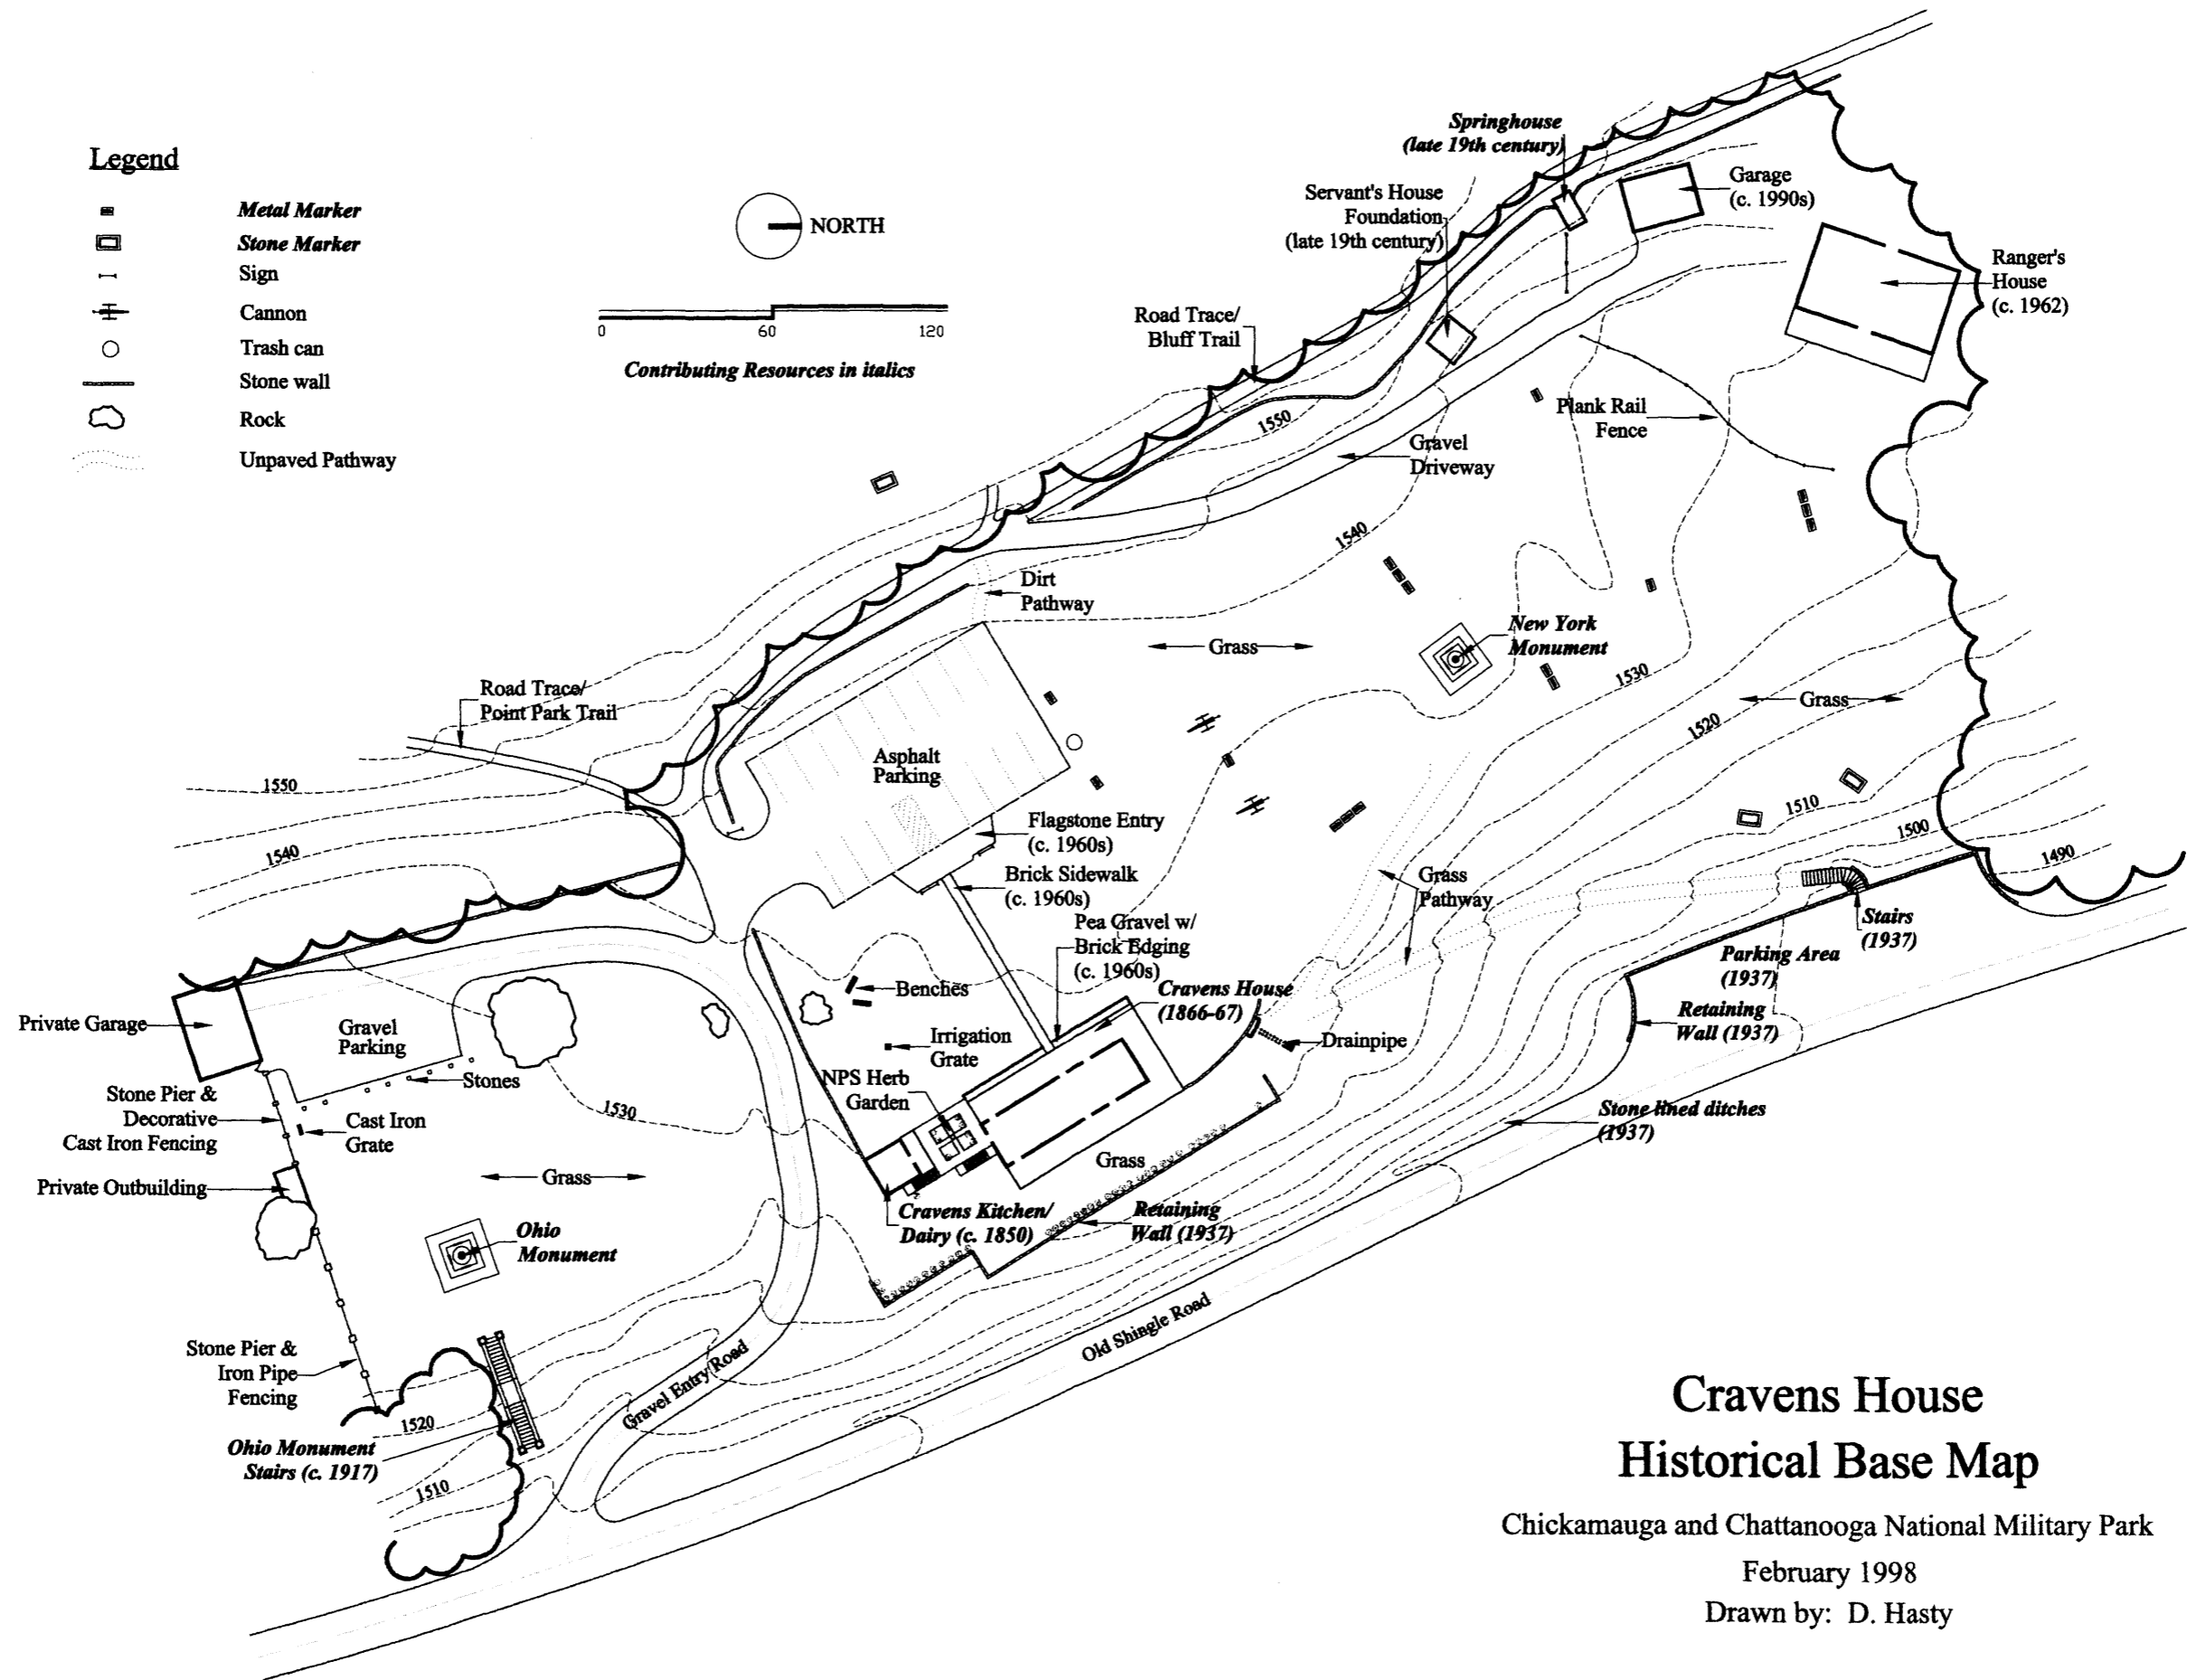 Legend
Metal Marker
Stone Marker
Sign
Cannon
Trash can
Stone wall
Rock
Unpaved Pathway
NORTH
0 60 120
Contributing Resources in italics
Springhouse
(late 19th century)
Servant's House
Foundation
(late 19th century)
Garage
(c. 1990s)
Ranger's
House
(c. 1962)
Road Trace/
Bluff Trail
1550
Plank Rail
Fence
Gravel
Driveway
1540
Dirt
Pathway
Grass
New York
Monument
1530
Grass
1520
Road Trace/
Point Park Trail
1550
1540
Asphalt
Parking
Flagstone Entry
(c. 1960s)
Brick Sidewalk
(c. 1960s)
Pea Gravel w/
Brick Edging
(c. 1960s)
Cravens House
(1866-67)
Grass
Pathway
1510
1500
1490
Stairs
(1937)
Parking Area
(1937)
Retaining
Wall (1937)
Drainpipe
Stone lined ditches
(1937)
Benches
Irrigation
Grate
NPS Herb
Garden
Private Garage
Gravel
Parking
Stones
Stone Pier &
Decorative
Cast Iron Fencing
Cast Iron
Grate
1530
Private Outbuilding
Grass
Grass
Cravens Kitchen/
Dairy (c. 1850)
Retaining
Wall (1937)
Ohio
Monument
Stone Pier &
Iron Pipe
Fencing
Gravel Entry Road
Old Shingle Road
1520
Ohio Monument
Stairs (c. 1917)
1510
Cravens House
Historical Base Map
Chickamauga and Chattanooga National Military Park
February 1998
Drawn by: D. Hasty